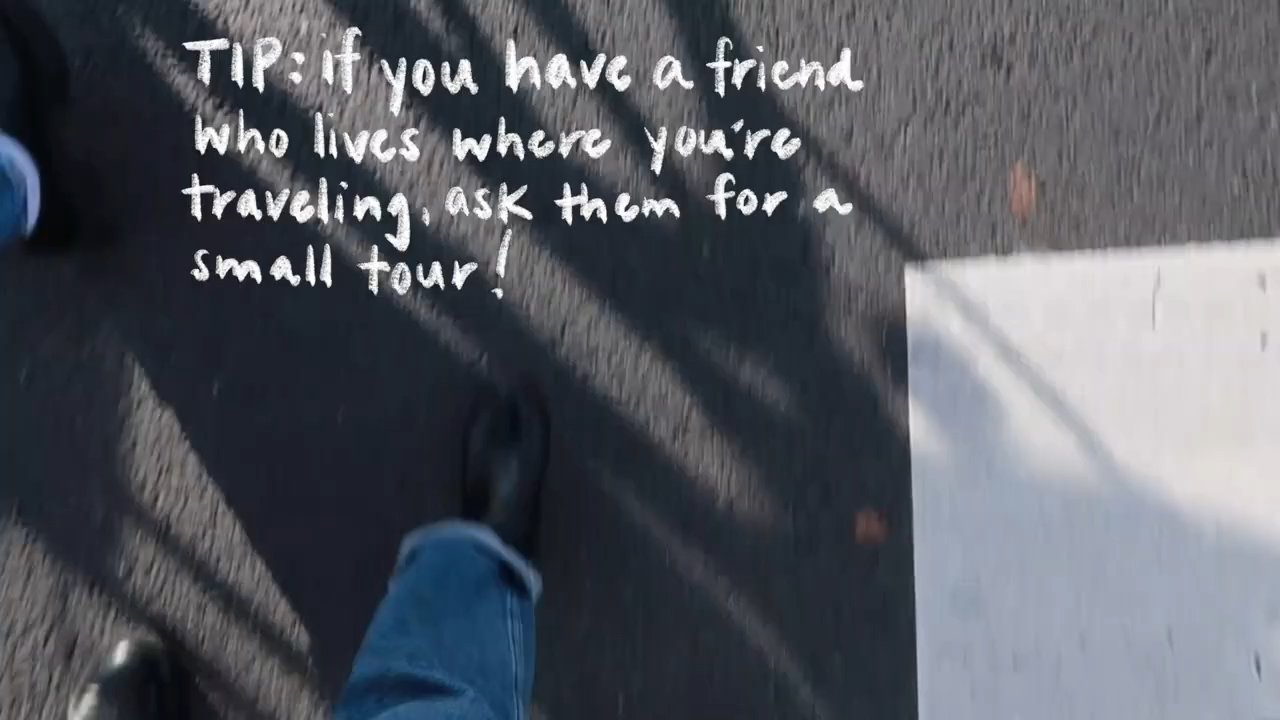 TIP: if you have a friend
who lives where you're
traveling, ask them for a
small tour!